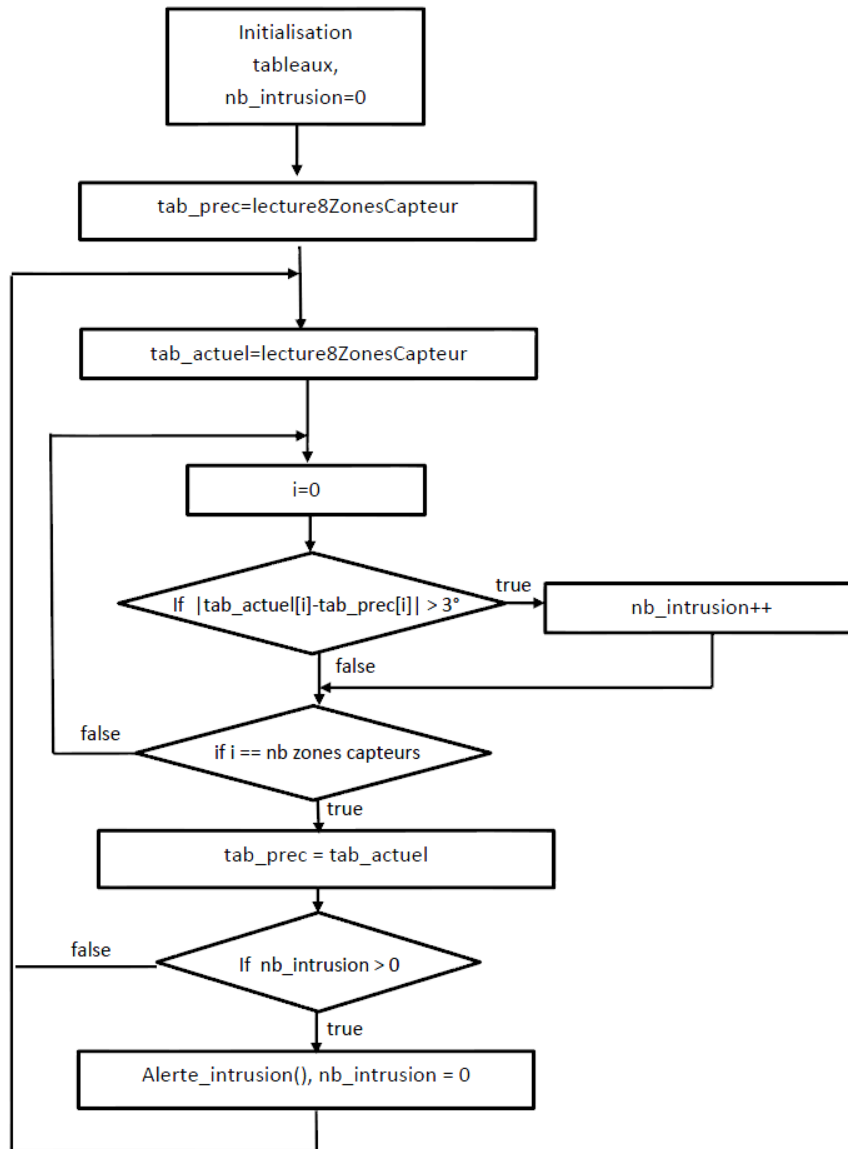 Initialisation
tableaux,
nb_intrusion=0
tab_prec=lecture8ZonesCapteur
tab_actuel=lecture8ZonesCapteur
i=0
If |tab_actuel[i]-tab_prec[i]| > 3°
true
nb_intrusion++
false
false
if i == nb zones capteurs
true
tab_prec = tab_actuel
false
If nb_intrusion > 0
true
Alerte_intrusion(), nb_intrusion = 0